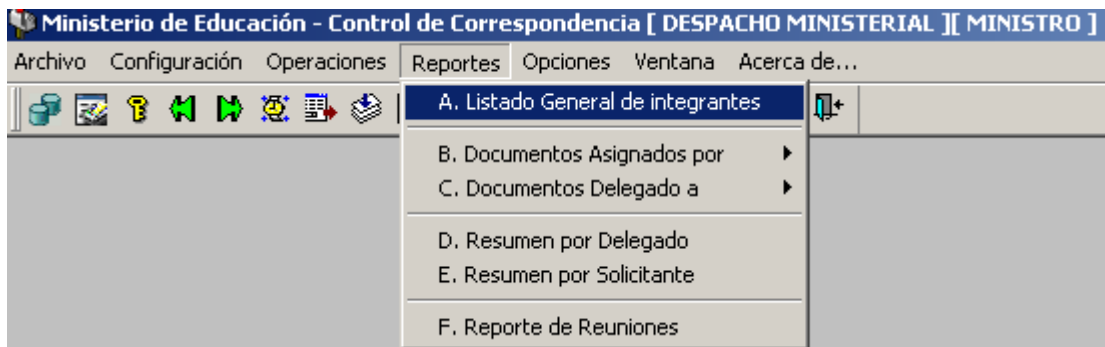 Ministerio de Educación - Control de Correspondencia [ DESPACHO MINISTERIAL ][ MINISTRO ]
Archivo Configuración Operaciones Reportes Opciones Ventana Acerca de...
A. Listado General de integrantes
B. Documentos Asignados por
C. Documentos Delegado a
D. Resumen por Delegado
E. Resumen por Solicitante
F. Reporte de Reuniones